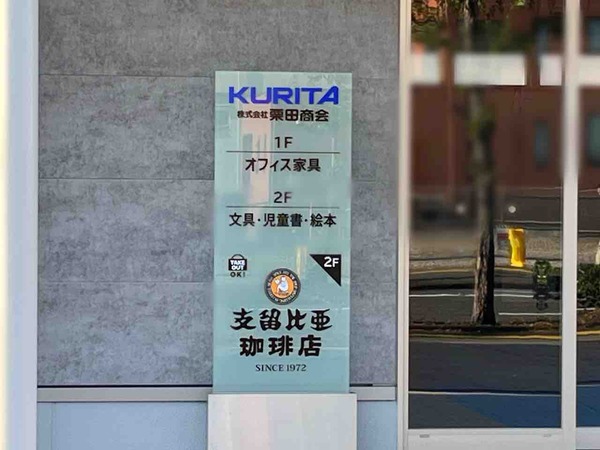 KURITA
株式会社 栗田商会
1F
オフィス家具
2F
文具・児童書・絵本
TAKE OUT
OK!
2F
支留比亜
珈琲店
SINCE 1972